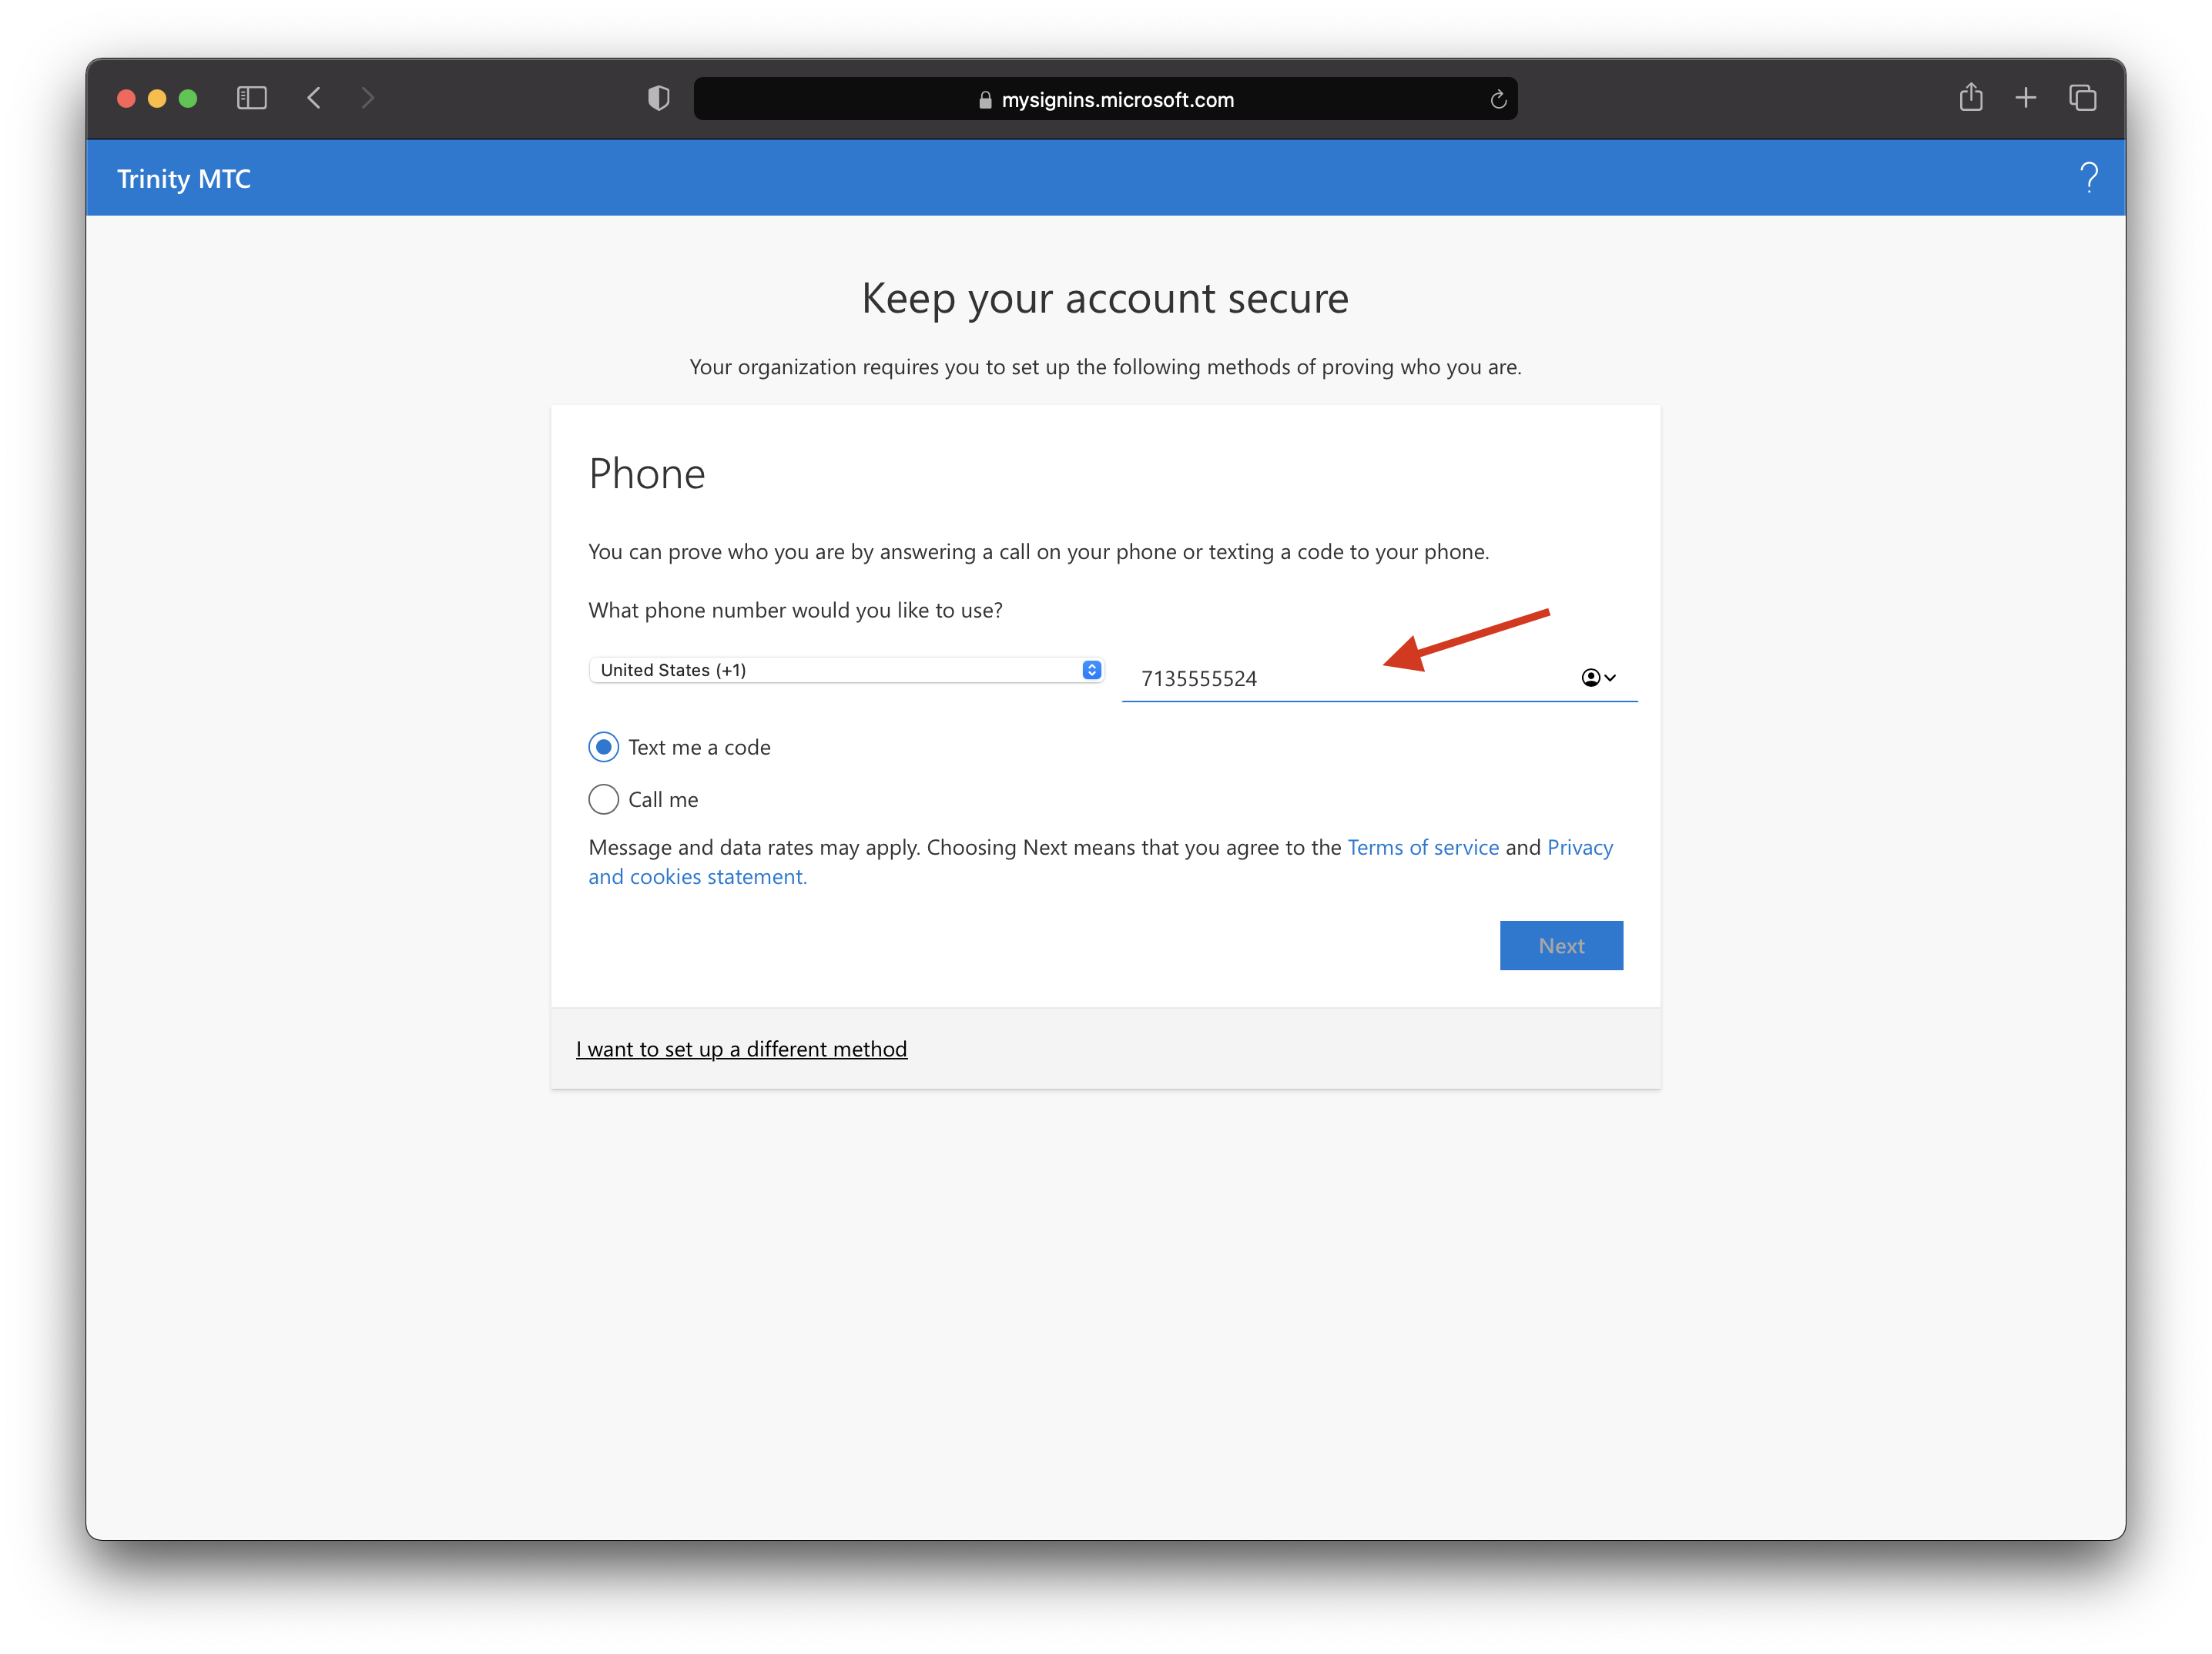 mysignins.microsoft.com
Trinity MTC
?
Keep your account secure
Your organization requires you to set up the following methods of proving who you are.
Phone
You can prove who you are by answering a call on your phone or texting a code to your phone.
What phone number would you like to use?
United States (+1)
7135555524
Text me a code
Call me
Message and data rates may apply. Choosing Next means that you agree to the Terms of service and Privacy
and cookies statement.
Next
I want to set up a different method